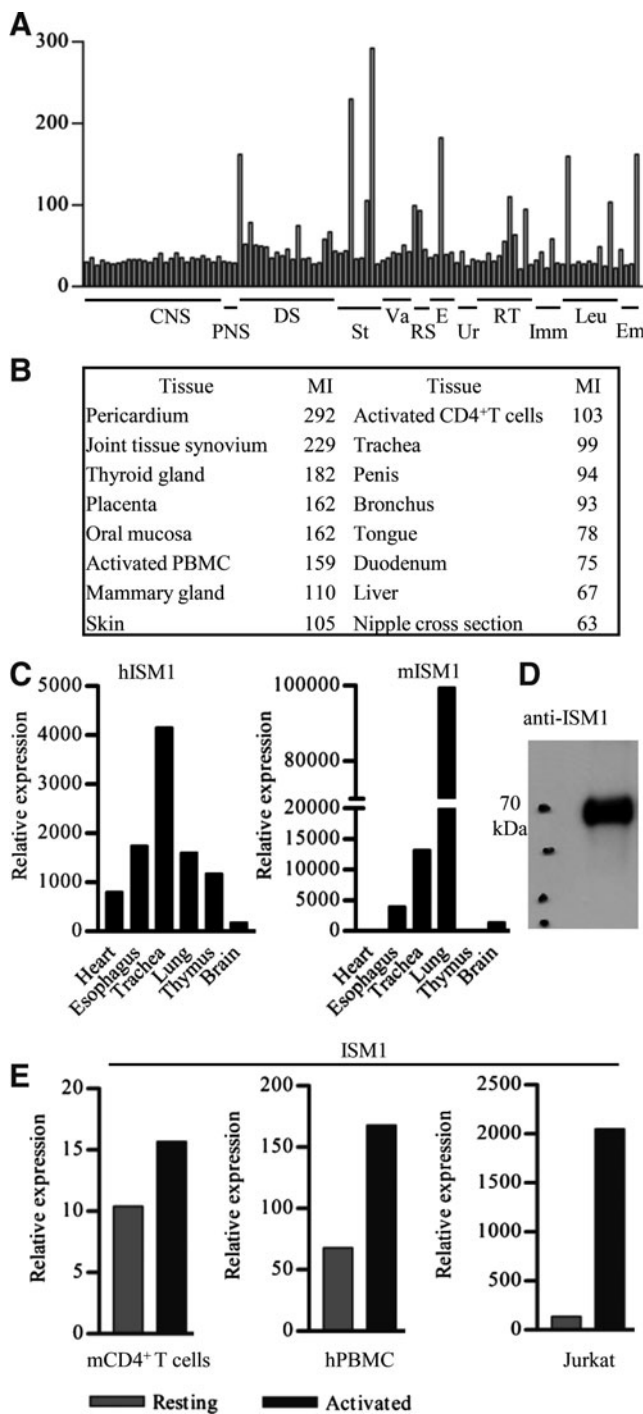 A
300
200
100
0
CNS
PNS
DS
St
Va
RS
E
Ur
RT
Imm
Leu
Em
B
Tissue MI Tissue MI
Pericardium 292 Activated CD4+T cells 103
Joint tissue synovium 229 Trachea 99
Thyroid gland 182 Penis 94
Placenta 162 Bronchus 93
Oral mucosa 162 Tongue 78
Activated PBMC 159 Duodenum 75
Mammary gland 110 Liver 67
Skin 105 Nipple cross section 63
C
hISM1
Relative expression
5000
4000
3000
2000
1000
0
Heart
Esophagus
Trachea
Lung
Thymus
Brain
mISM1
Relative expression
100000
80000
20000
15000
10000
5000
0
Heart
Esophagus
Trachea
Lung
Thymus
Brain
D
anti-ISM1
70
kDa
E
ISM1
Relative expression
20
15
10
5
0
mCD4+ T cells
Relative expression
200
150
100
50
0
hPBMC
Relative expression
2500
2000
1500
1000
500
0
Jurkat
Resting
Activated